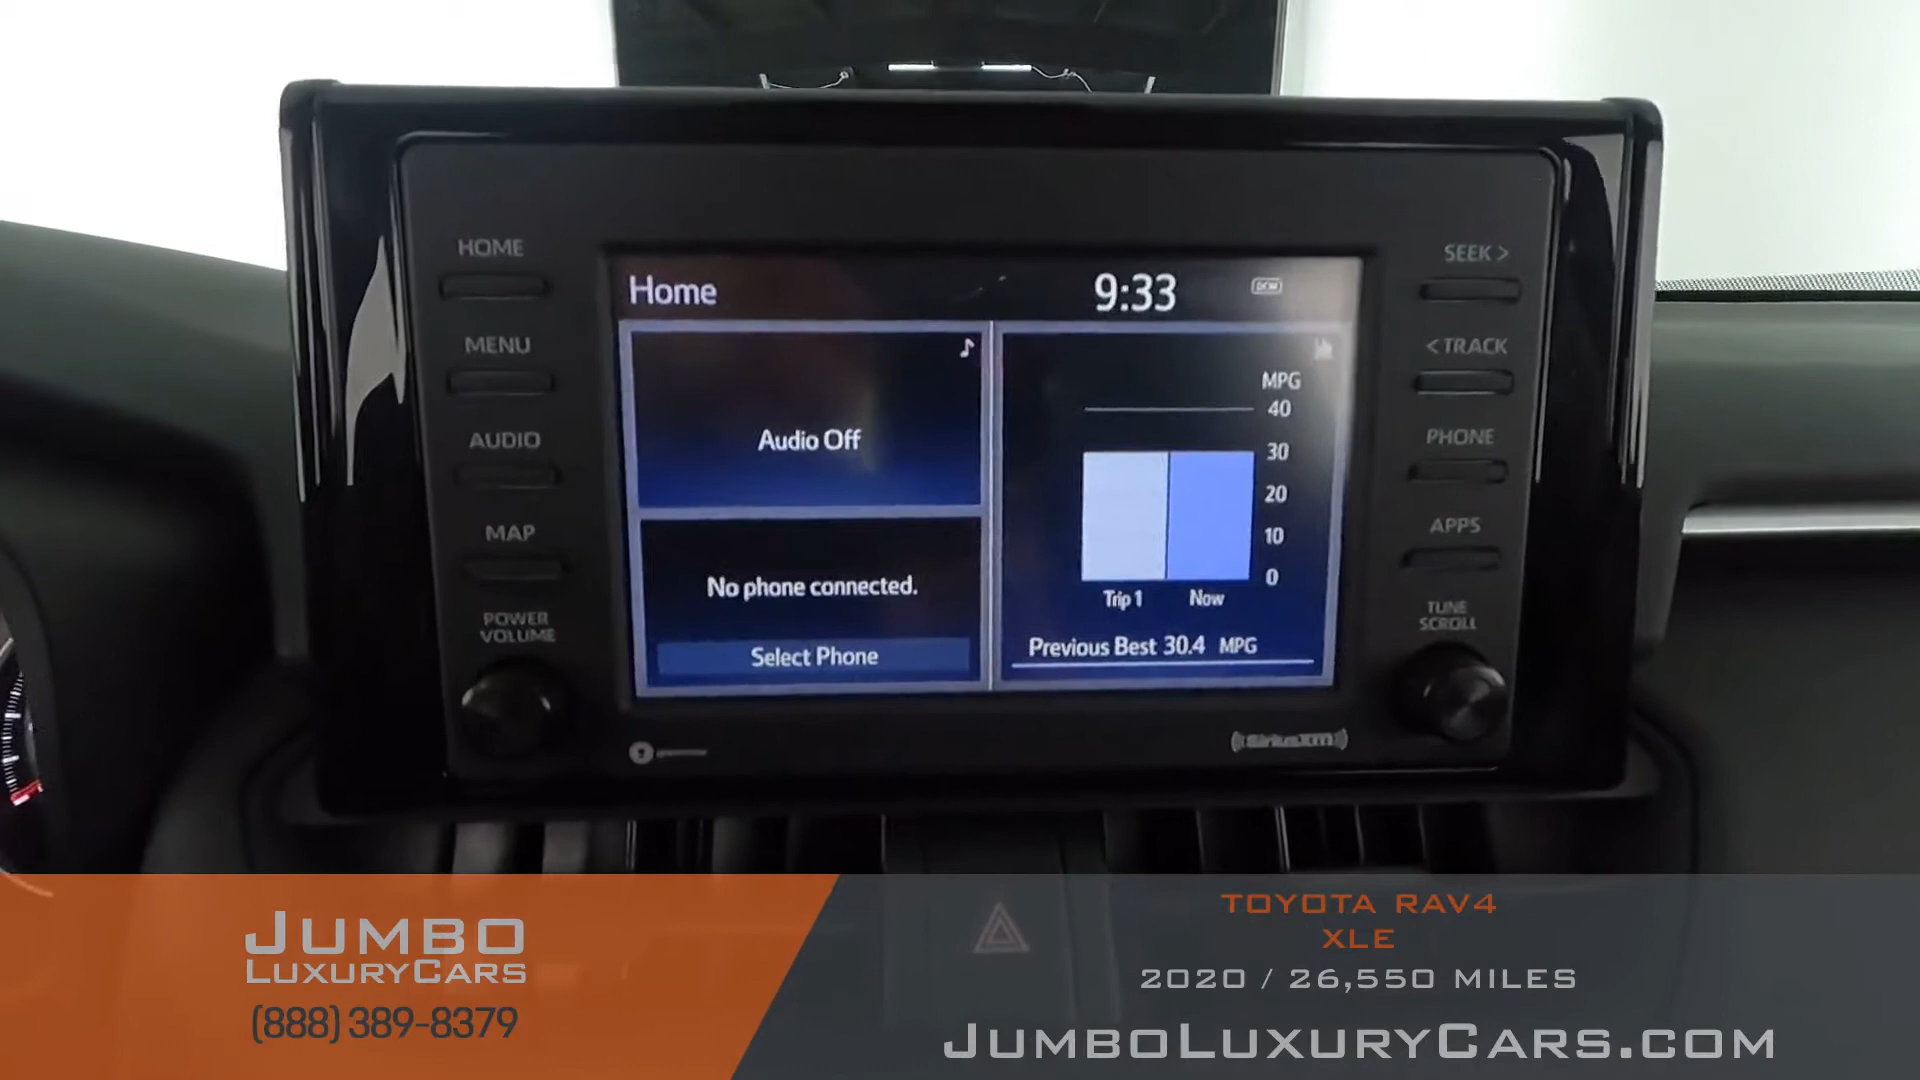 HOME
MENU
AUDIO
MAP
POWER
VOLUME
Home
9:33
DCM
Audio Off
No phone connected.
Select Phone
MPG
40
30
20
10
0
Trip 1
Now
Previous Best 30.4 MPG
SEEK >
< TRACK
PHONE
APPS
TUNE
SCROLL
SiriusXM
JUMBO
LUXURYCARS
(888) 389-8379
TOYOTA RAV4
XLE
2020 / 26,550 MILES
JUMBOLUXURYCARS.COM